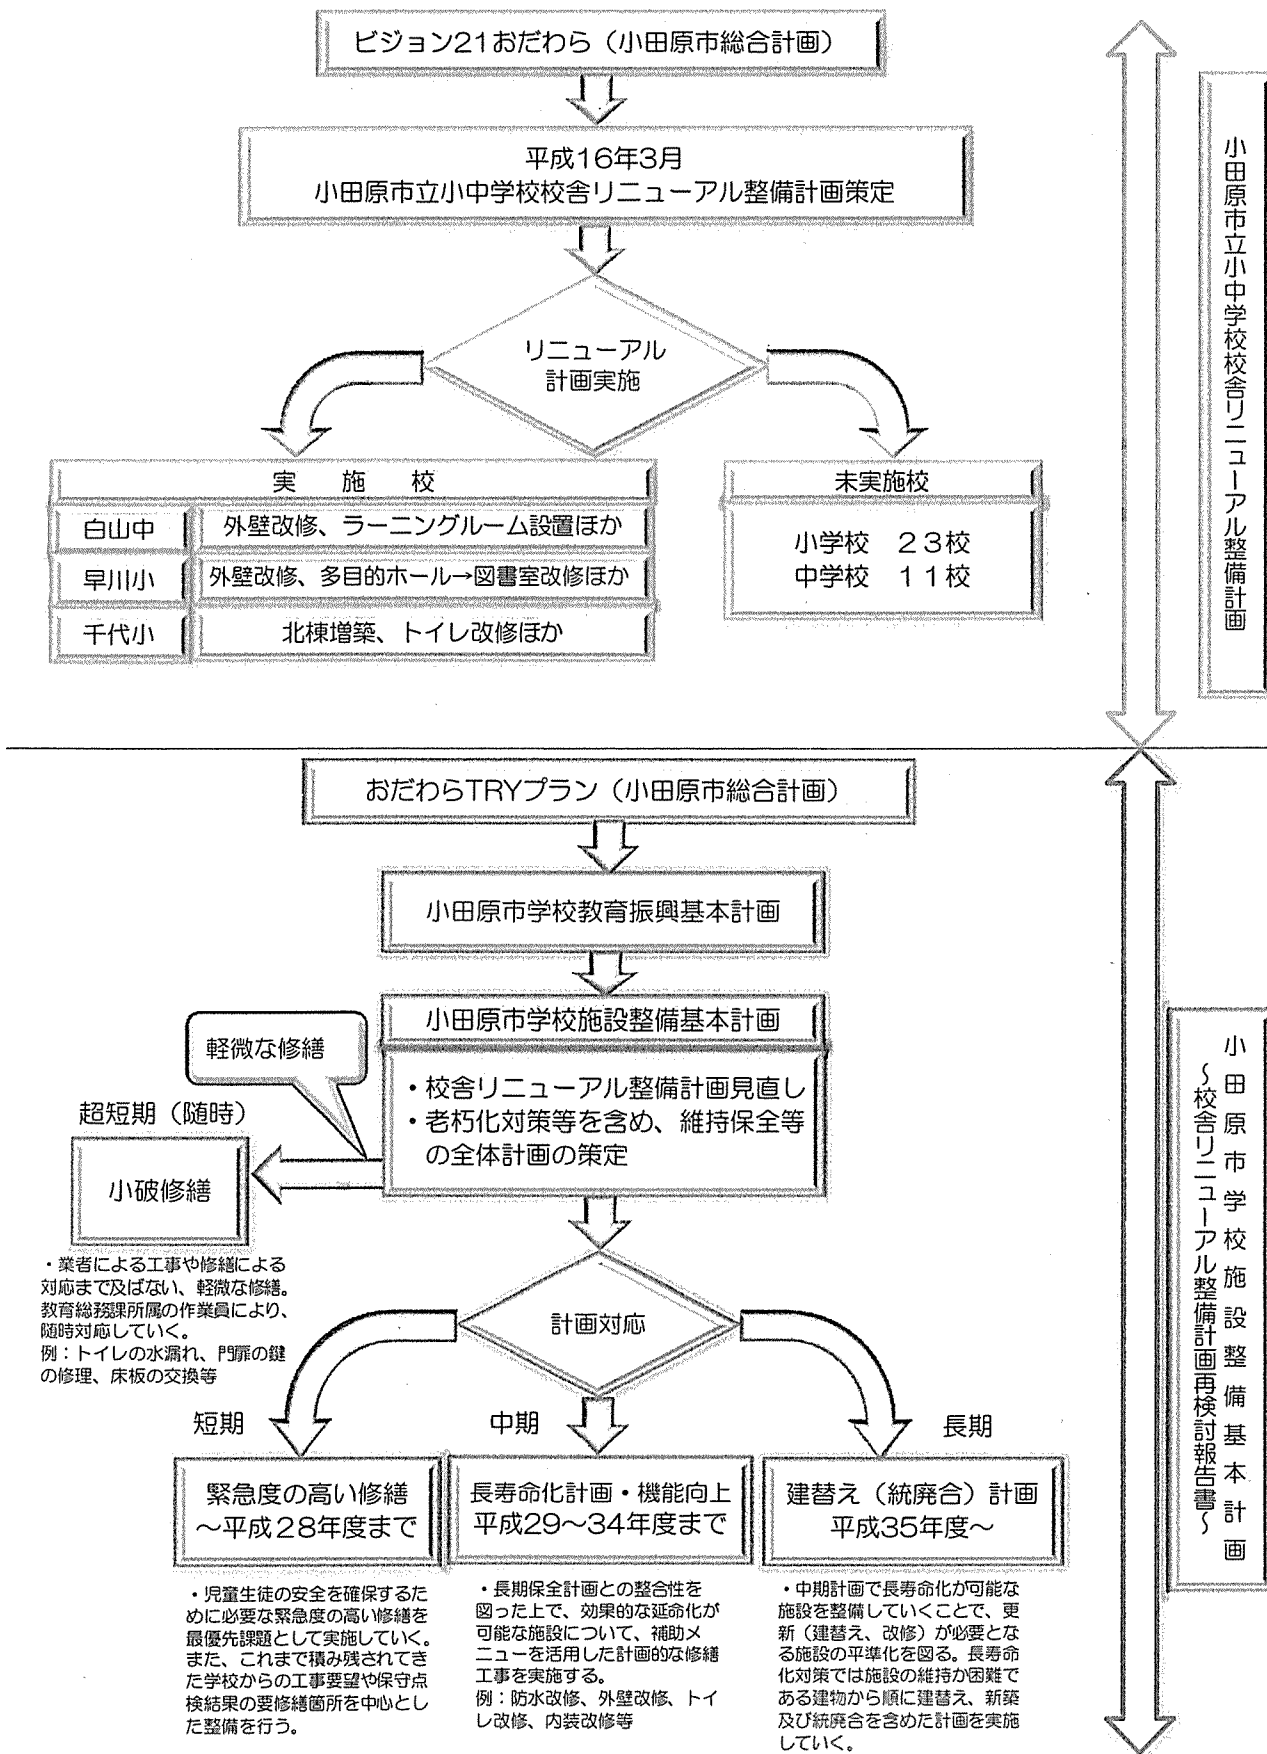 ビジョン21おだわら（小田原市総合計画）
平成16年3月
小田原市立小中学校校舎リニューアル整備計画策定
リニューアル
計画実施
実　施　校
白山中　外壁改修、ラーニングルーム設置ほか
早川小　外壁改修、多目的ホール→図書室改修ほか
千代小　北棟増築、トイレ改修ほか
未実施校
小学校　２３校
中学校　１１校
小田原市立小中学校校舎リニューアル整備計画
おだわらTRYプラン（小田原市総合計画）
小田原市学校教育振興基本計画
小田原市学校施設整備基本計画
・校舎リニューアル整備計画見直し
・老朽化対策等を含め、維持保全等
の全体計画の策定
軽微な修繕
超短期（随時）
小破修繕
・業者による工事や修繕による
対応まで及ばない、軽微な修繕。
教育総務課所属の作業員により、
随時対応していく。
例：トイレの水漏れ、門扉の鍵
の修理、床板の交換等
計画対応
短期
緊急度の高い修繕
～平成28年度まで
・児童生徒の安全を確保するた
めに必要な緊急度の高い修繕を
最優先課題として実施していく。
また、これまで積み残されてき
た学校からの工事要望や保守点
検結果の要修繕箇所を中心とし
た整備を行う。
中期
長寿命化計画・機能向上
平成29～34年度まで
・長期保全計画との整合性を
図った上で、効果的な延命化が
可能な施設について、補助メ
ニューを活用した計画的な修繕
工事を実施する。
例：防水改修、外壁改修、トイ
レ改修、内装改修等
長期
建替え（統廃合）計画
平成35年度～
・中期計画で長寿命化が可能な
施設を整備していくことで、更
新（建替え、改修）が必要とな
る施設の平準化を図る。長寿命
化対策では施設の維持が困難で
ある建物から順に建替え、新築
及び統廃合を含めた計画を実施
していく。
小田原市学校施設整備基本計画
～校舎リニューアル整備計画再検討報告書～